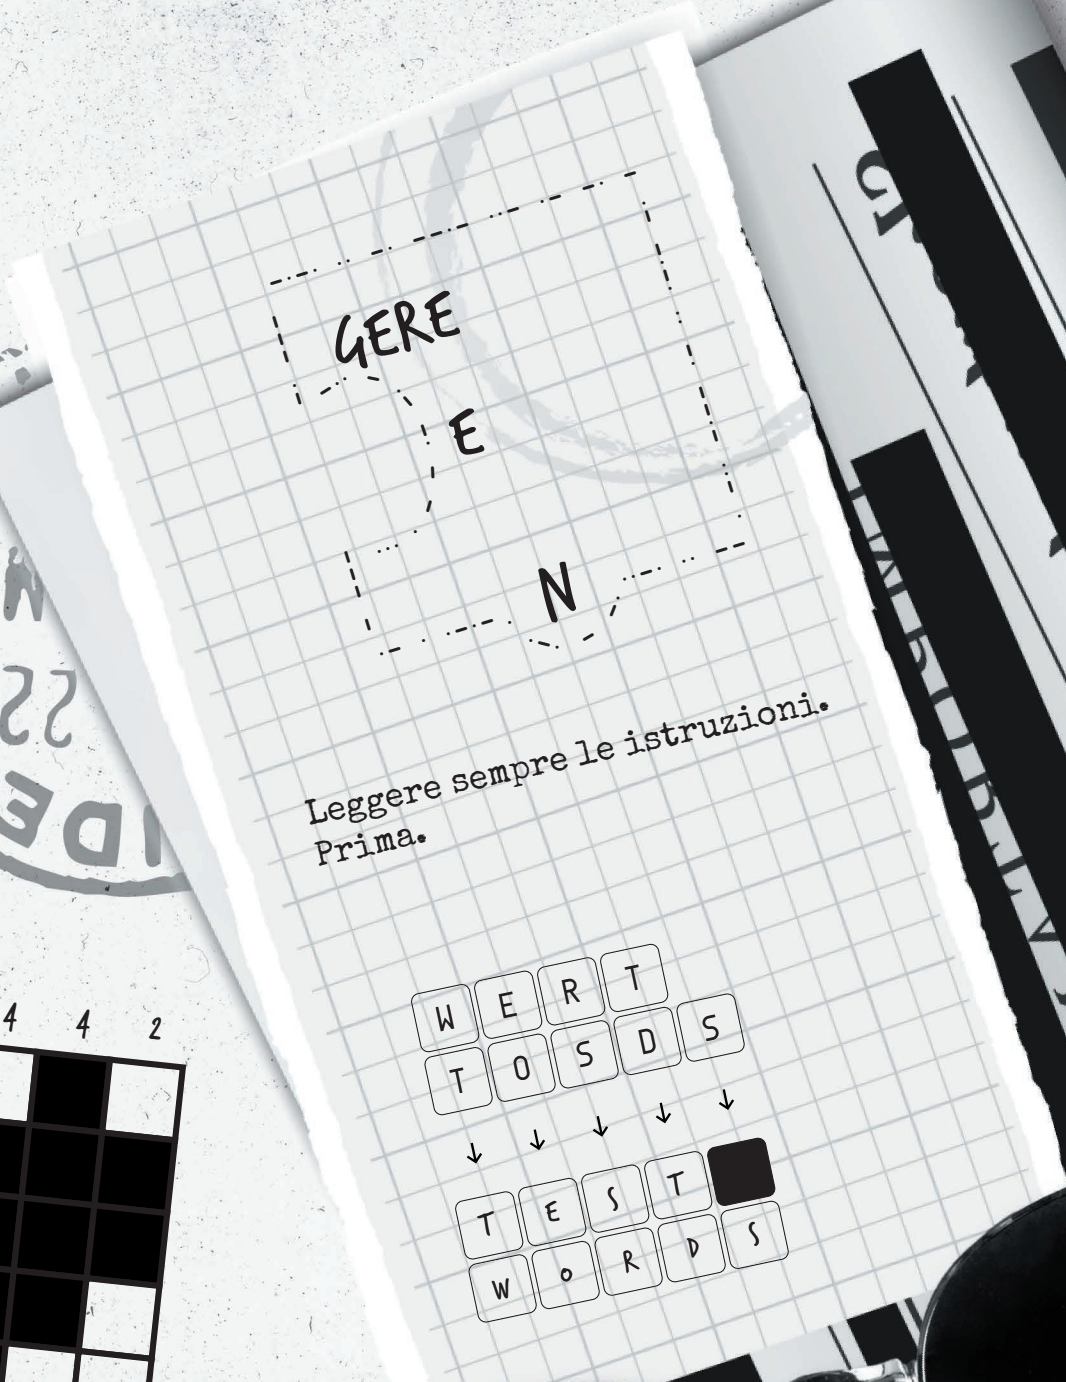 GERE
E
N
Leggere sempre le istruzioni.
Prima.
W E R T
T O S D S
↓ ↓ ↓ ↓ ↓
T E S T
W O R D S
4 4 2